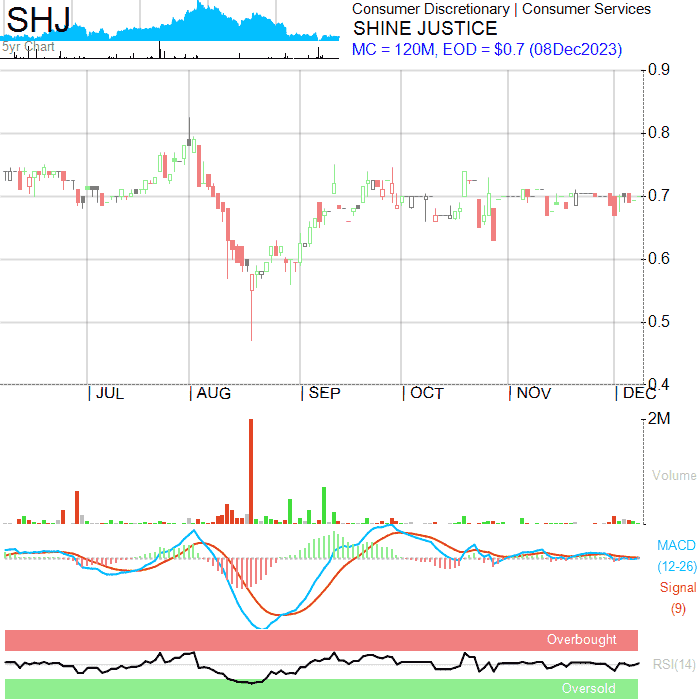 SHJ
5yr Chart
Consumer Discretionary | Consumer Services
SHINE JUSTICE
MC = 120M, EOD = $0.7 (08Dec2023)
0.9
0.8
0.7
0.6
0.5
0.4
| JUL | AUG | SEP | OCT | NOV | DEC
2M
Volume
MACD
(12-26)
Signal
(9)
Overbought
RSI(14)
Oversold